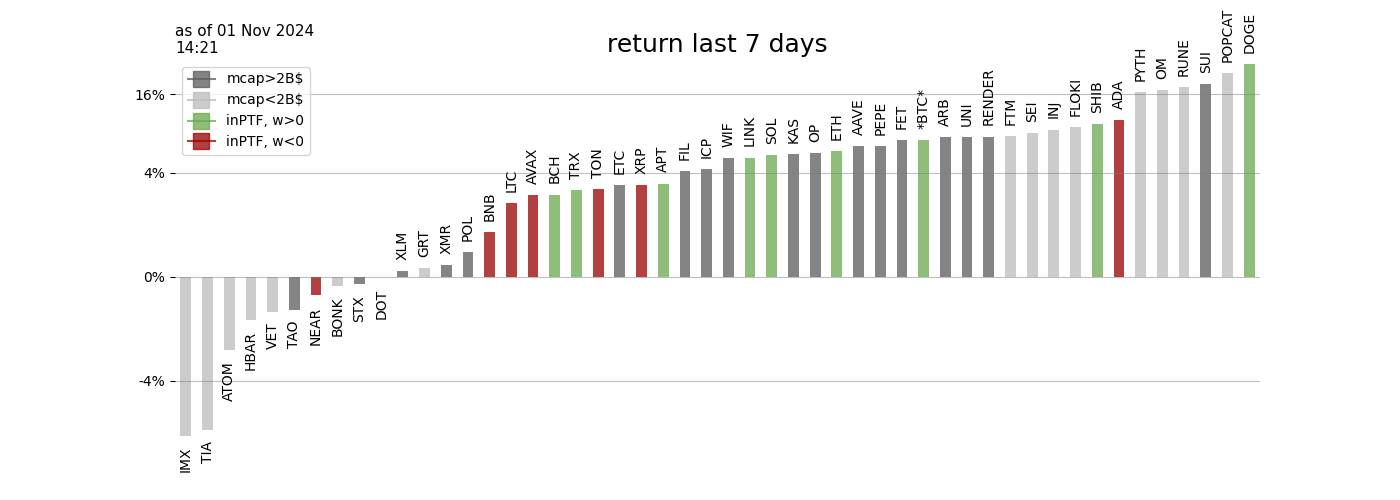 as of 01 Nov 2024
14:21
return last 7 days
mcap>2B$
mcap<2B$
inPTF, w>0
inPTF, w<0
16%
4%
0%
-4%
IMX
TIA
ATOM
HBAR
VET
TAO
NEAR
BONK
STX
DOT
XLM
GRT
XMR
POL
BNB
LTC
AVAX
BCH
TRX
TON
ETC
XRP
APT
FIL
ICP
WIF
LINK
SOL
KAS
OP
ETH
AAVE
PEPE
FET
*BTC*
ARB
UNI
RENDER
FTM
SEI
INJ
FLOKI
SHIB
ADA
PYTH
OM
RUNE
SUI
POPCAT
DOGE